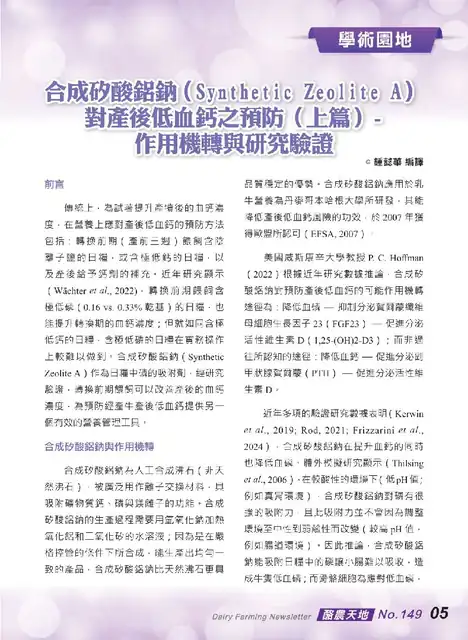 學術園地
合成矽酸鋁鈉（Synthetic Zeolite A）
對產後低血鈣之預防（上篇）-
作用機轉與研究驗證
◎ 鍾誌華 編譯
前言
傳統上，為試著提升產犢後的血鈣濃
度，在營養上應對產後低血鈣的預防方法
包括：轉換前期（產前三週）餵飼含陰
離子鹽的日糧，或含極低鈣的日糧，以
及產後給予鈣劑的補充。近年研究顯示
（Wächter et al., 2022)，轉換前期餵飼含
極低磷（0.16 vs. 0.33% 乾基）的日糧，也
能提升轉換期的血鈣濃度；但就如同含極
低鈣的日糧，含極低磷的日糧在實務操作
上較難以做到。合成矽酸鋁鈉（Synthetic
Zeolite A）作為日糧中磷的吸附劑，經研究
驗證，轉換前期餵飼可以改善產後的血鈣
濃度，為預防經產牛產後低血鈣提供另一
個有效的營養管理工具。
合成矽酸鋁鈉與作用機轉
合成矽酸鋁鈉為人工合成沸石（非天
然沸石），被廣泛用作離子交換材料，具
吸附礦物質鈣、磷與鎂離子的功能。合成
矽酸鋁鈉的生產過程需要用氫氧化鈉加熱
氧化鋁和二氧化矽的水溶液；因為是在嚴
格控管的條件下所合成，能生產出均勻一
致的產品，合成矽酸鋁鈉比天然沸石更具
品質穩定的優勢。合成矽酸鋁鈉應用於乳
牛營養為丹麥哥本哈根大學所研發，其能
降低產後低血鈣風險的功效，於 2007 年獲
得歐盟所認可（EFSA, 2007）。
美國威斯康辛大學教授 P. C. Hoffman
（2022）根據近年研究數據推論，合成矽
酸鋁鈉對預防產後低血鈣的可能作用機轉
途徑為：降低血磷 — 抑制分泌賀爾蒙纖維
母細胞生長因子 23（FGF23） — 促進分泌
活性維生素 D（1,25-(OH)2-D3）；而非過
往所認知的途徑：降低血鈣 — 促進分泌副
甲狀腺賀爾蒙（PTH） — 促進分泌活性維
生素 D。
近年多項的驗證研究數據表明（Kerwin
et al., 2019; Rod, 2021; Frizzarini et al.,
2024），合成矽酸鋁鈉在提升血鈣的同時
也降低血磷。體外模擬研究顯示（Thilsing
et al., 2006)，在較酸性的環境下（低 pH 值；
例如真胃環境），合成矽酸鋁鈉對磷有很
強的吸附力，且上吸附力並不會因為調整
環境至中性到弱鹼性而改變（較高 pH 值，
例如腸道環境）。因此推論，合成矽酸鋁
鈉能吸附日糧中的磷讓小腸難以吸收，造
成牛隻低血磷；而骨骼細胞為應對低血磷，
Dairy Farming Newsletter 酪農天地 No.149 05